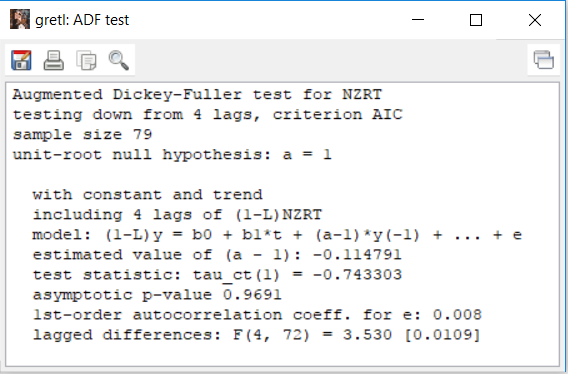 gretl: ADF test
Augmented Dickey-Fuller test for NZRT
testing down from 4 lags, criterion AIC
sample size 79
unit-root null hypothesis: a = 1
with constant and trend
including 4 lags of (1-L)NZRT
model: (1-L)y = b0 + b1*t + (a-1)*y(-1) + ... + e
estimated value of (a - 1): -0.114791
test statistic: tau_ct(1) = -0.743303
asymptotic p-value 0.9691
1st-order autocorrelation coeff. for e: 0.008
lagged differences: F(4, 72) = 3.530 [0.0109]